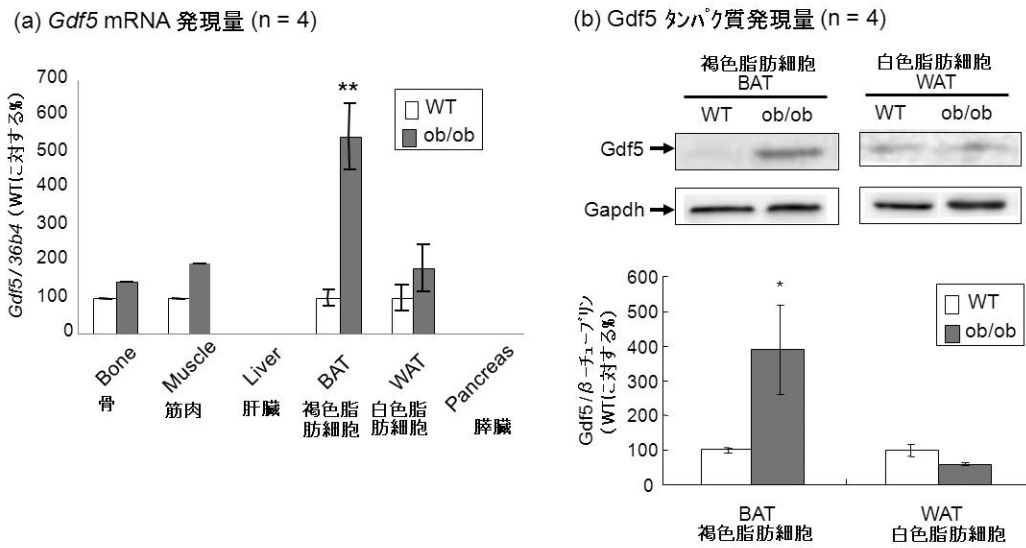 (a) Gdf5 mRNA 発現量 (n = 4)
Gdf5/36b4 (WTに対する%)
700
600
500
400
300
200
100
0
**
WT
ob/ob
Bone
骨
Muscle
筋肉
Liver
肝臓
BAT
褐色脂
肪細胞
WAT
白色脂
肪細胞
Pancreas
膵臓
(b) Gdf5 タンパク質発現量 (n = 4)
褐色脂肪細胞
BAT
WT ob/ob
白色脂肪細胞
WAT
WT ob/ob
Gdf5
Gapdh
Gdf5/β-チューブリン
(WTに対する%)
600
500
400
300
200
100
0
*
WT
ob/ob
BAT
褐色脂肪細胞
WAT
白色脂肪細胞